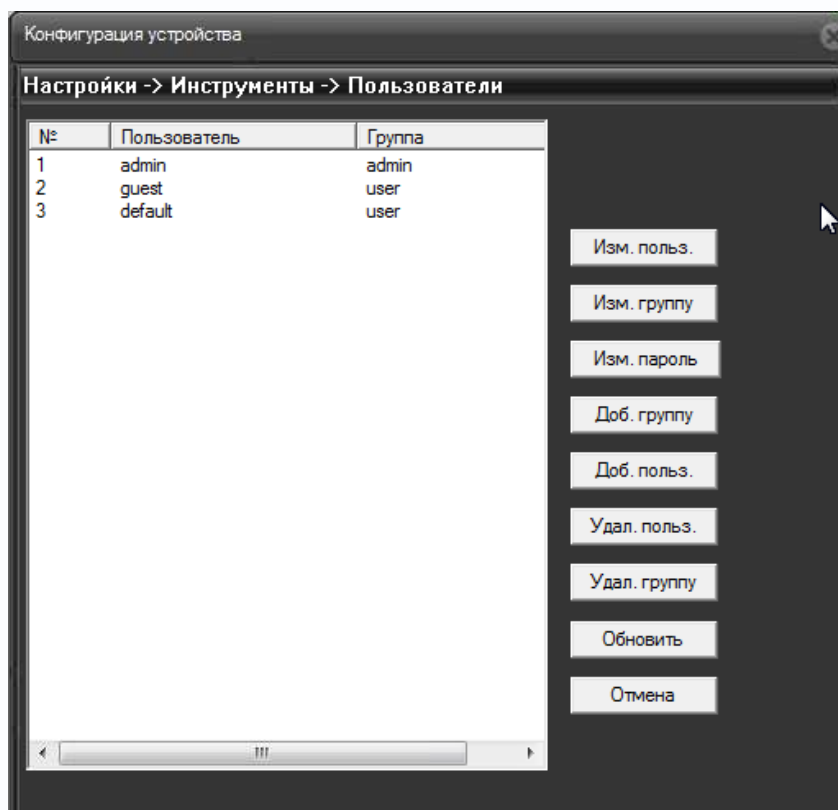 Конфигурация устройства
Настройки -> Инструменты -> Пользователи
№ Пользователь Группа
1 admin admin
2 guest user
3 default user
Изм. польз.
Изм. группу
Изм. пароль
Доб. группу
Доб. польз.
Удал. польз.
Удал. группу
Обновить
Отмена